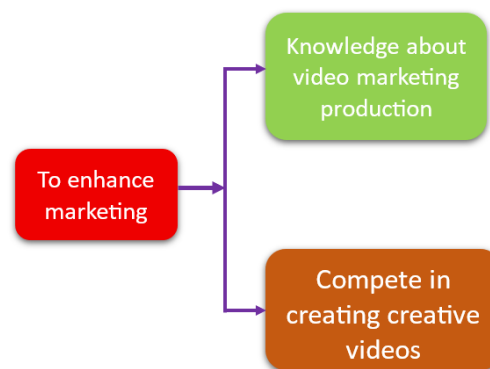 Knowledge about
video marketing
production
To enhance
marketing
Compete in
creating creative
videos